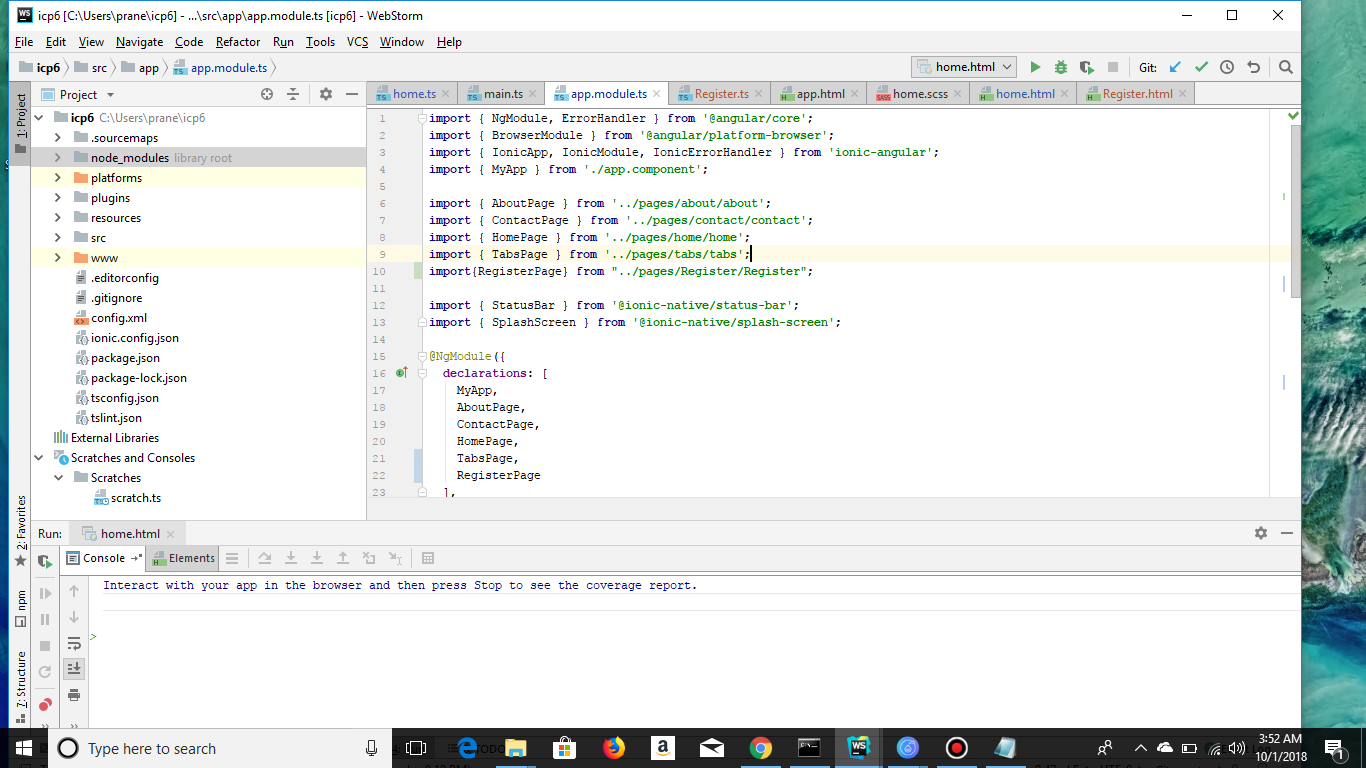 icp6 [C:\Users\prane\icp6] - ...\src\app\app.module.ts [icp6] - WebStorm
File Edit View Navigate Code Refactor Run Tools VCS Window Help
icp6 src app app.module.ts home.html Git:
Project home.ts main.ts app.module.ts Register.ts app.html home.scss home.html Register.html
1: Project
icp6 C:\Users\prane\icp6
.sourcemaps
node_modules library root
platforms
plugins
resources
src
www
.editorconfig
.gitignore
config.xml
ionic.config.json
package.json
package-lock.json
tsconfig.json
tslint.json
External Libraries
Scratches and Consoles
Scratches
scratch.ts
1 import { NgModule, ErrorHandler } from '@angular/core';
2 import { BrowserModule } from '@angular/platform-browser';
3 import { IonicApp, IonicModule, IonicErrorHandler } from 'ionic-angular';
4 import { MyApp } from './app.component';
5
6 import { AboutPage } from '../pages/about/about';
7 import { ContactPage } from '../pages/contact/contact';
8 import { HomePage } from '../pages/home/home';
9 import { TabsPage } from '../pages/tabs/tabs';
10 import{RegisterPage} from "../pages/Register/Register";
11
12 import { StatusBar } from '@ionic-native/status-bar';
13 import { SplashScreen } from '@ionic-native/splash-screen';
14
15 @NgModule({
16 declarations: [
17 MyApp,
18 AboutPage,
19 ContactPage,
20 HomePage,
21 TabsPage,
22 RegisterPage
23 ],
2: Favorites
npm
7: Structure
Run: home.html
Console Elements
Interact with your app in the browser and then press Stop to see the coverage report.
>
Type here to search
3:52 AM
10/1/2018
1